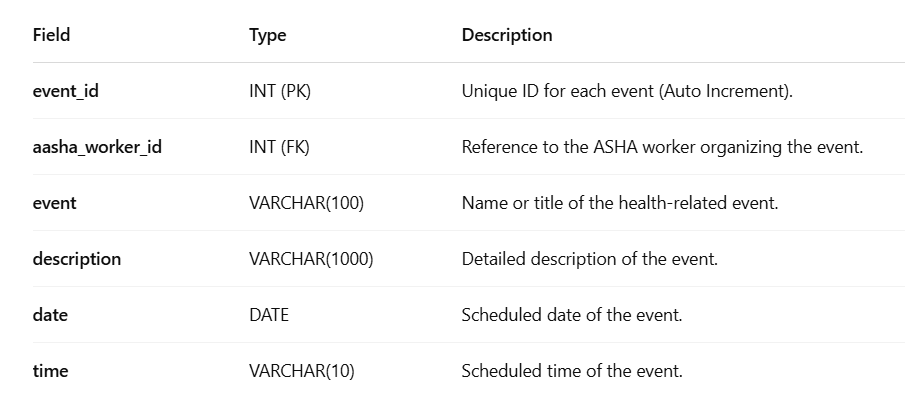 Field Type Description
event_id INT (PK) Unique ID for each event (Auto Increment).
aasha_worker_id INT (FK) Reference to the ASHA worker organizing the event.
event VARCHAR(100) Name or title of the health-related event.
description VARCHAR(1000) Detailed description of the event.
date DATE Scheduled date of the event.
time VARCHAR(10) Scheduled time of the event.